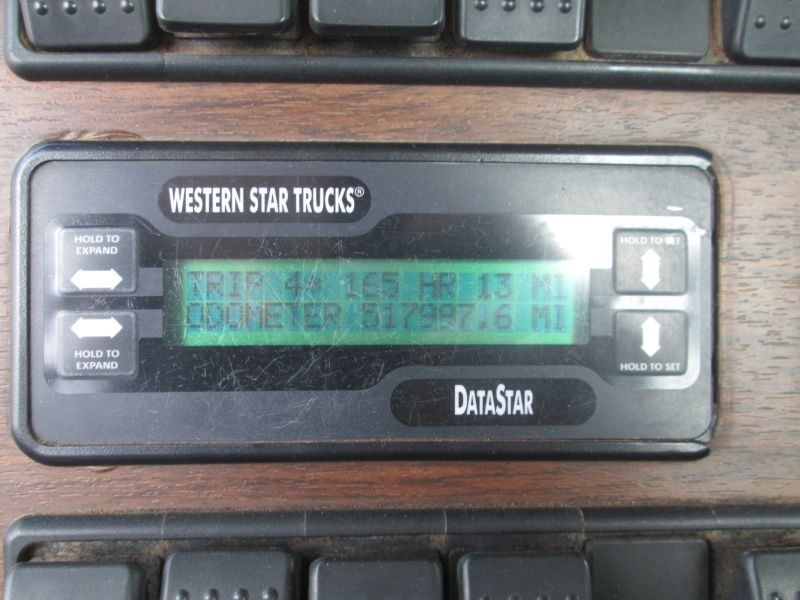 WESTERN STAR TRUCKS®
HOLD TO
EXPAND
HOLD TO SET
TRIP 4: 165 HR 13 MI
ODOMETER 517997.6 MI
HOLD TO
EXPAND
HOLD TO SET
DATASTAR